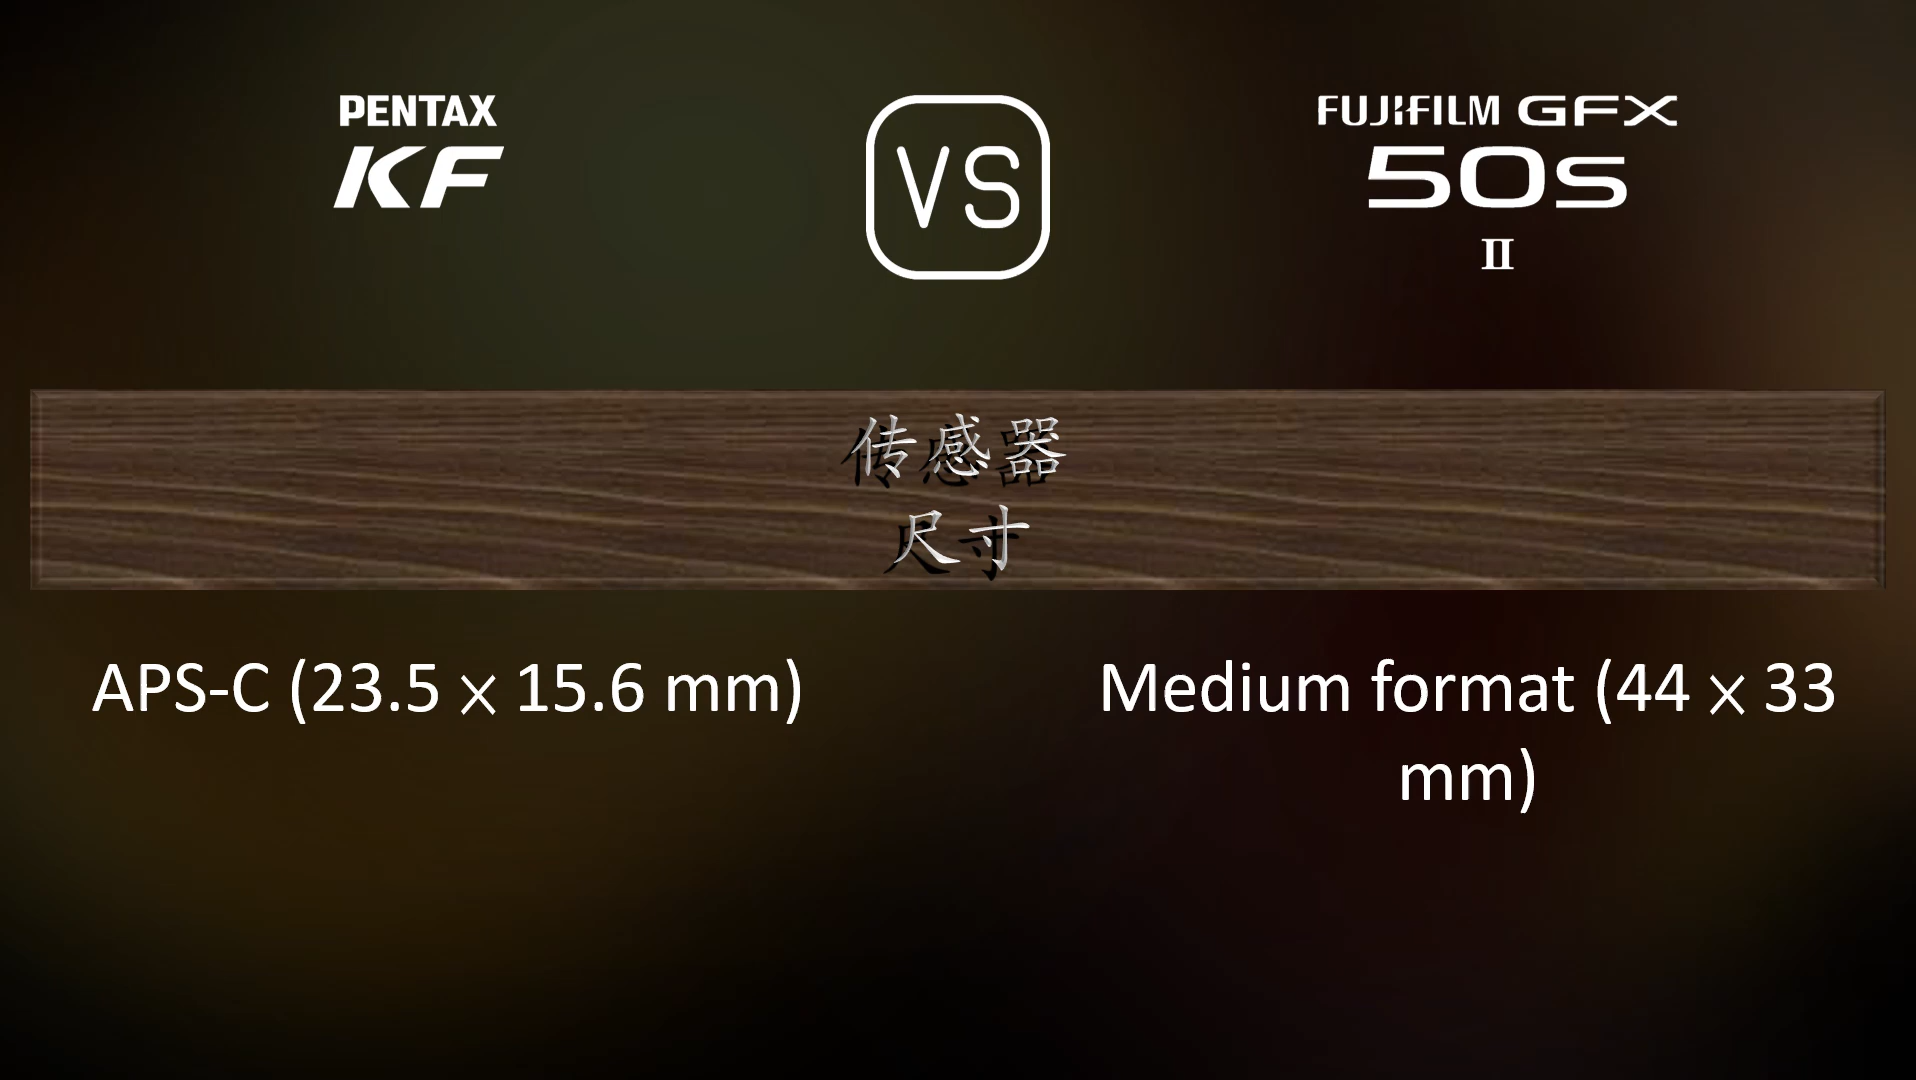 PENTAX
KF
VS
FUJIFILM GFX
50s
II
传感器
尺寸
APS-C (23.5 x 15.6 mm)
Medium format (44 x 33
mm)